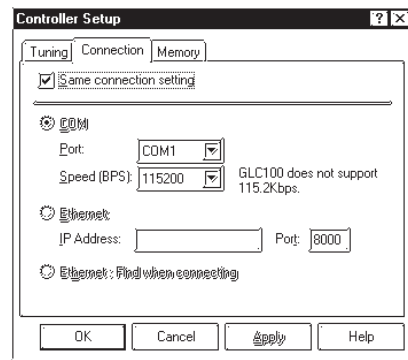 Controller Setup
Tuning Connection Memory
Same connection setting
COM
Port: COM1
Speed (BPS): 115200 GLC100 does not support
115.2Kbps.
Ethernet:
IP Address: Port: 8000
Ethernet : Find when connecting
OK Cancel Apply Help